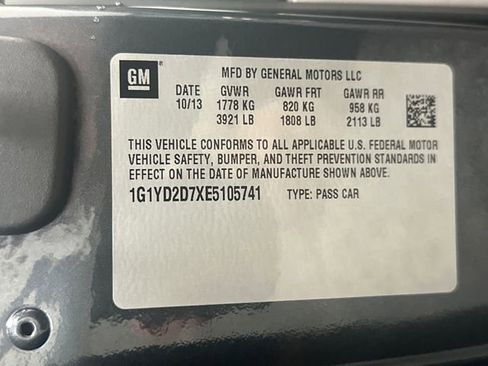 GM
MFD BY GENERAL MOTORS LLC
DATE GVWR GAWR FRT GAWR RR
10/13 1778 KG 820 KG 958 KG
3921 LB 1808 LB 2113 LB
THIS VEHICLE CONFORMS TO ALL APPLICABLE U.S. FEDERAL MOTOR
VEHICLE SAFETY, BUMPER, AND THEFT PREVENTION STANDARDS IN
EFFECT ON THE DATE OF MANUFACTURE SHOWN ABOVE.
1G1YD2D7XE5105741 TYPE: PASS CAR